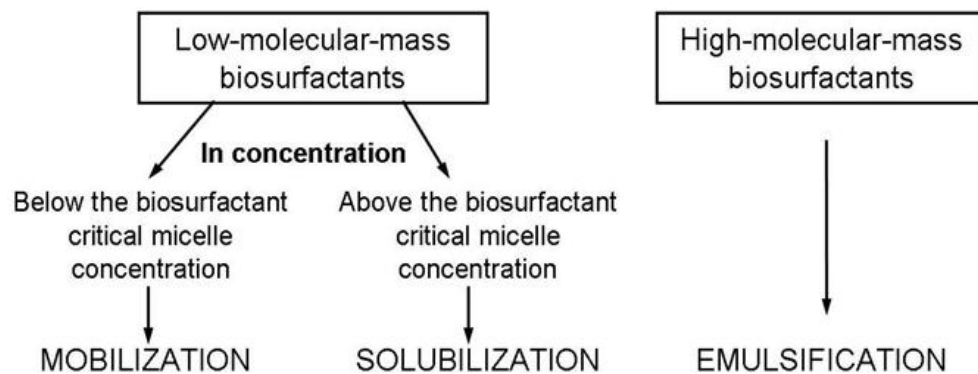 Low-molecular-mass
biosurfactants
High-molecular-mass
biosurfactants
In concentration
Below the biosurfactant
critical micelle
concentration
Above the biosurfactant
critical micelle
concentration
MOBILIZATION
SOLUBILIZATION
EMULSIFICATION